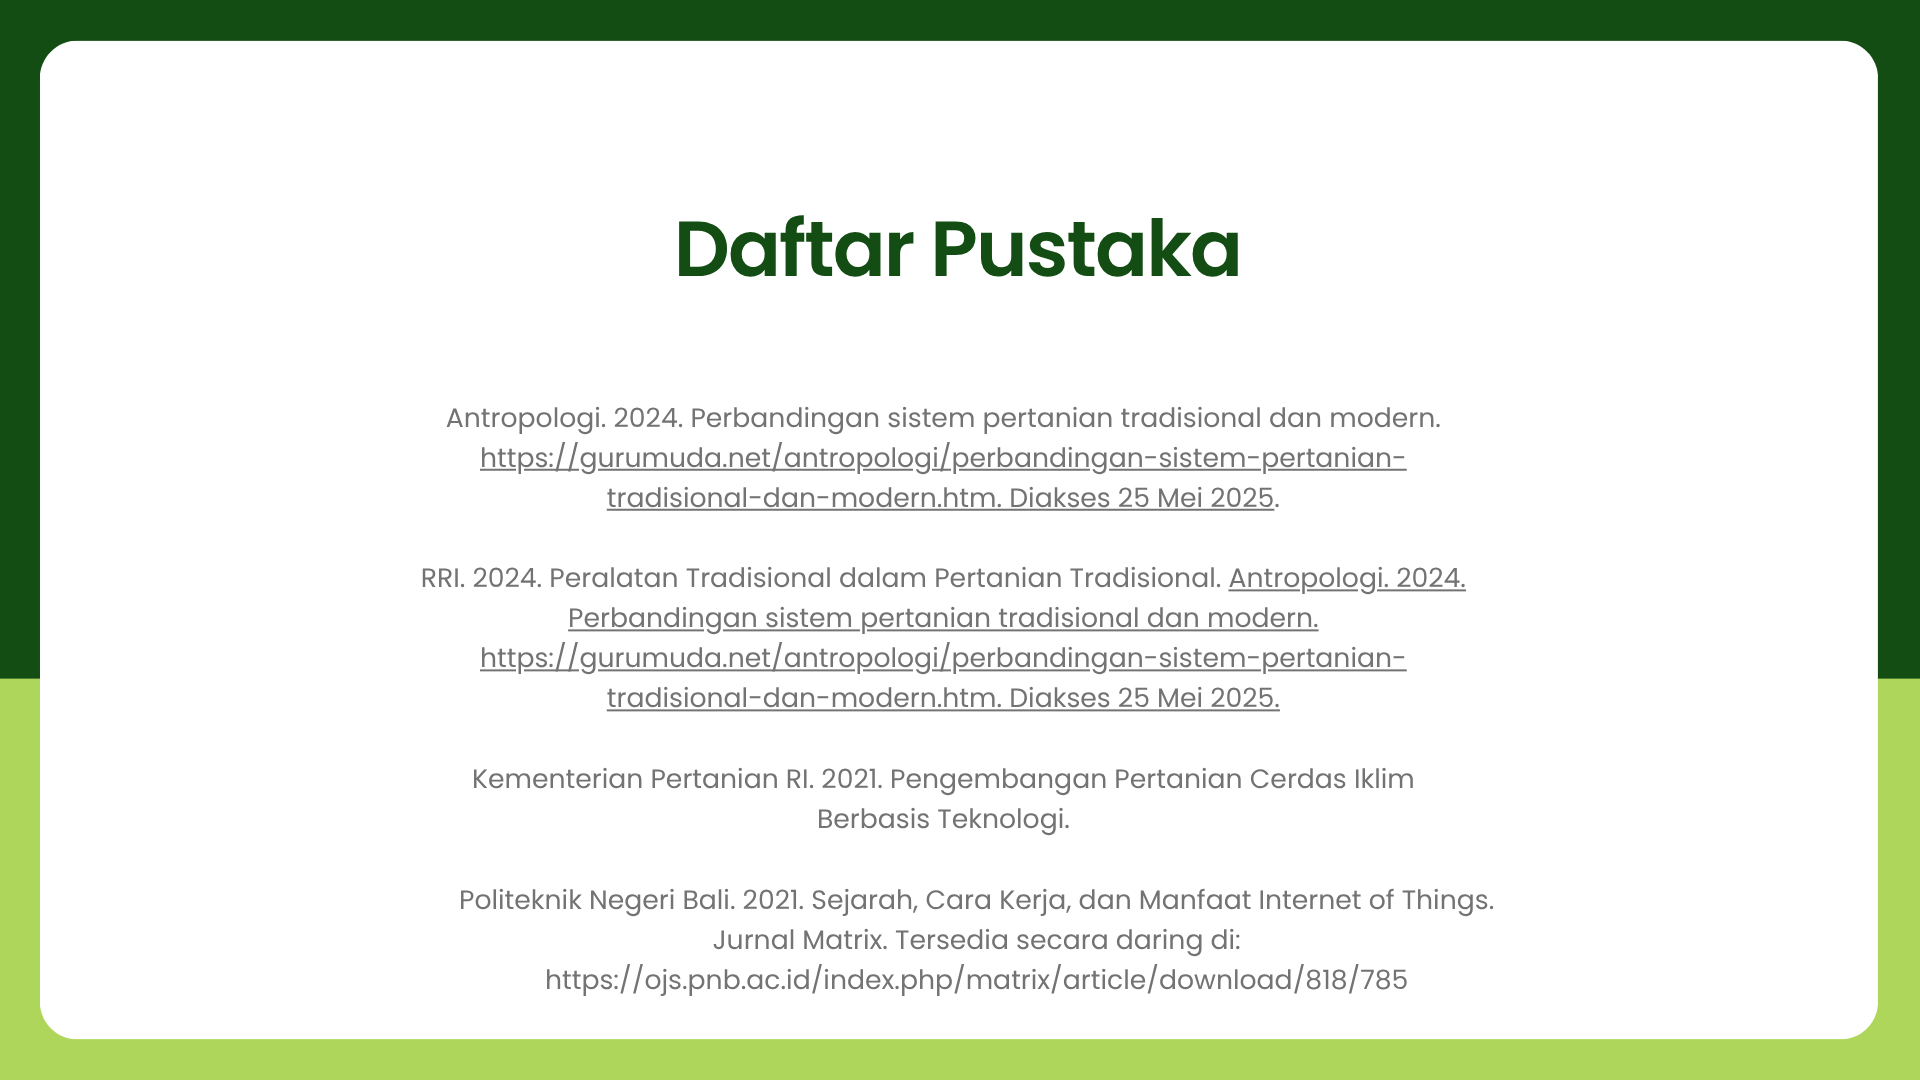 Daftar Pustaka
Antropologi. 2024. Perbandingan sistem pertanian tradisional dan modern.
https://gurumuda.net/antropologi/perbandingan-sistem-pertanian-
tradisional-dan-modern.htm. Diakses 25 Mei 2025.
RRI. 2024. Peralatan Tradisional dalam Pertanian Tradisional. Antropologi. 2024.
Perbandingan sistem pertanian tradisional dan modern.
https://gurumuda.net/antropologi/perbandingan-sistem-pertanian-
tradisional-dan-modern.htm. Diakses 25 Mei 2025.
Kementerian Pertanian RI. 2021. Pengembangan Pertanian Cerdas Iklim
Berbasis Teknologi.
Politeknik Negeri Bali. 2021. Sejarah, Cara Kerja, dan Manfaat Internet of Things.
Jurnal Matrix. Tersedia secara daring di:
https://ojs.pnb.ac.id/index.php/matrix/article/download/818/785